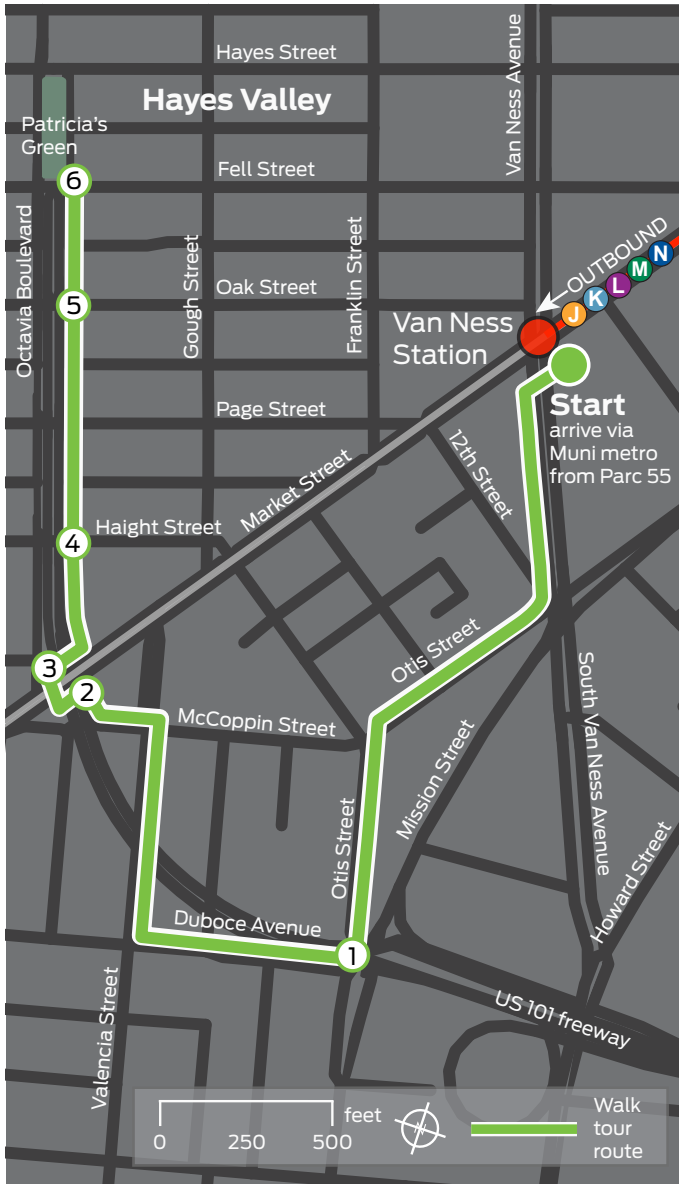 Hayes Street
Hayes Valley
Van Ness Avenue
Patricia's
Green
6
Fell Street
Octavia Boulevard
Gough Street
Franklin Street
OUTBOUND
N
M
L
K
J
5
Oak Street
Van Ness
Station
Start
arrive via
Muni metro
from Parc 55
Page Street
12th Street
Market Street
4
Haight Street
3
2
Otis Street
McCoppin Street
South Van Ness Avenue
Mission Street
Otis Street
Howard Street
Duboce Avenue
1
Valencia Street
US 101 freeway
feet
0 250 500
N
Walk
tour
route